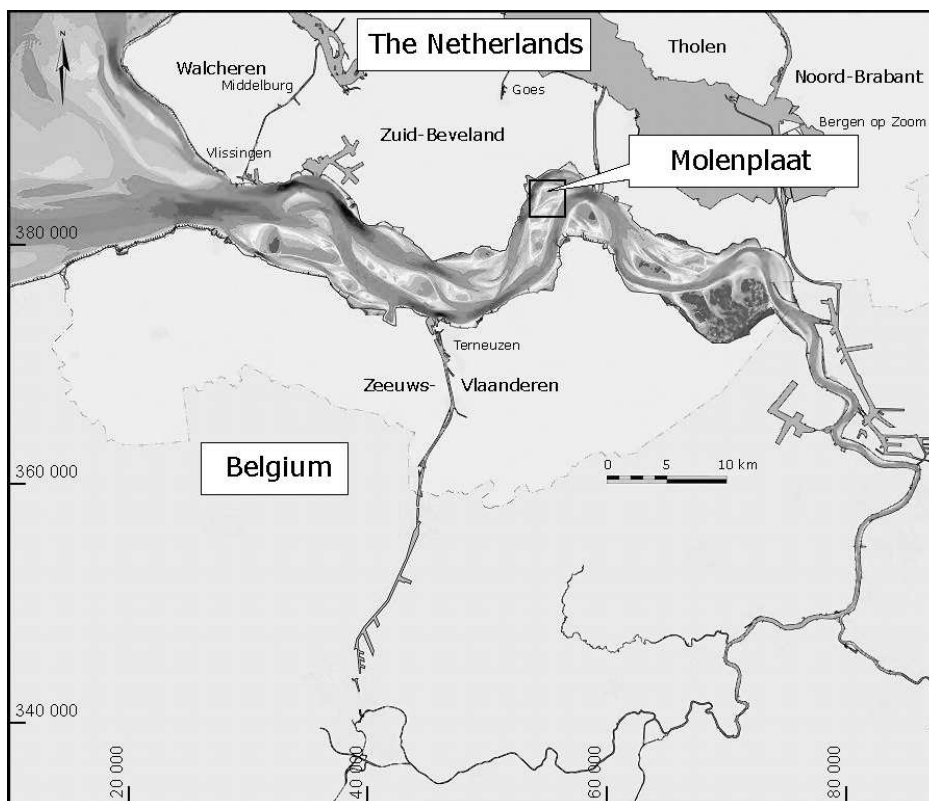 N
The Netherlands
Tholen
Walcheren
Middelburg
Noord-Brabant
Goes
Bergen op Zoom
Zuid-Beveland
Vlissingen
Molenplaat
380 000
Terneuzen
Zeeuws- Vlaanderen
Belgium
360 000
0 5 10 km
340 000
20 000
40 000
60 000
80 000